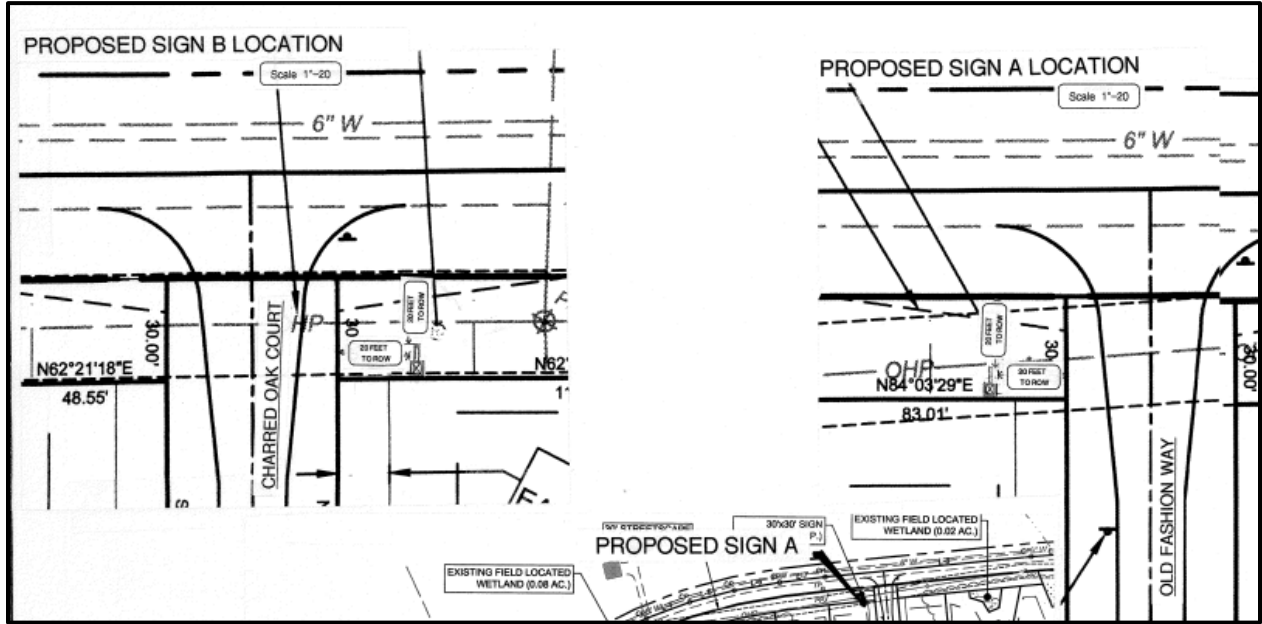 PROPOSED SIGN B LOCATION
Scale 1"-20
6" W
20 FEET
TO ROW
CHARRED OAK COURT
HP
30.00'
30
20 FEET
TO ROW
N62°21'18"E
N62°
48.55'
11
PROPOSED SIGN A LOCATION
Scale 1"-20
6" W
20 FEET
TO ROW
30
30.00'
OHP
N84°03'29"E
20 FEET
TO ROW
83.01'
OLD FASHION WAY
30' STREETSCAPE
30'x30' SIGN
P.)
PROPOSED SIGN A
EXISTING FIELD LOCATED
WETLAND (0.02 AC.)
EXISTING FIELD LOCATED
WETLAND (0.08 AC.)